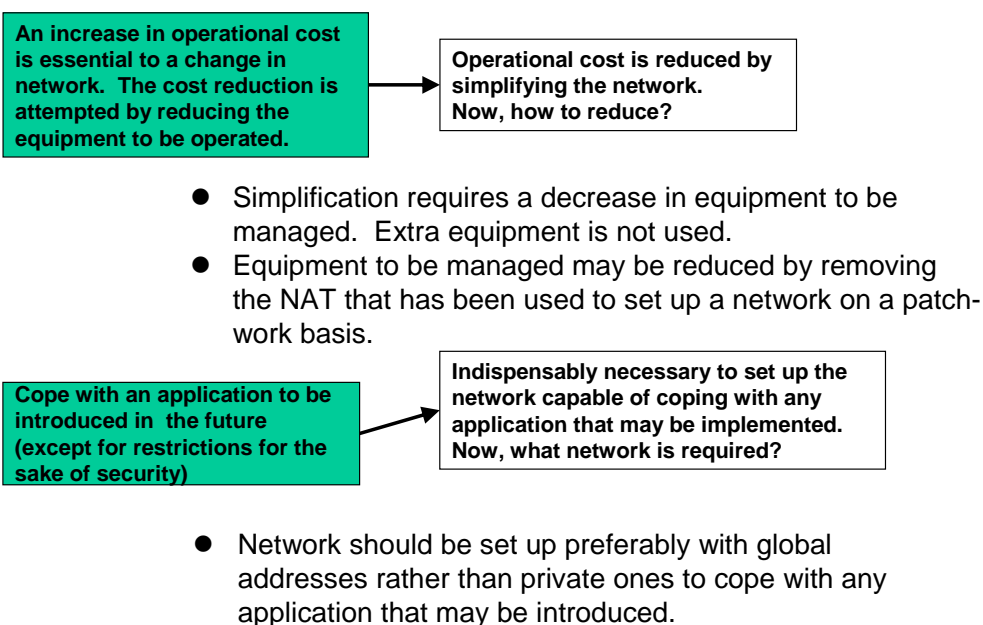 An increase in operational cost
is essential to a change in
network.  The cost reduction is
attempted by reducing the
equipment to be operated.
Operational cost is reduced by
simplifying the network.
Now, how to reduce?
● Simplification requires a decrease in equipment to be
managed.  Extra equipment is not used.
● Equipment to be managed may be reduced by removing
the NAT that has been used to set up a network on a patch-
work basis.
Cope with an application to be
introduced in  the future
(except for restrictions for the
sake of security)
Indispensably necessary to set up the
network capable of coping with any
application that may be implemented.
Now, what network is required?
● Network should be set up preferably with global
addresses rather than private ones to cope with any
application that may be introduced.